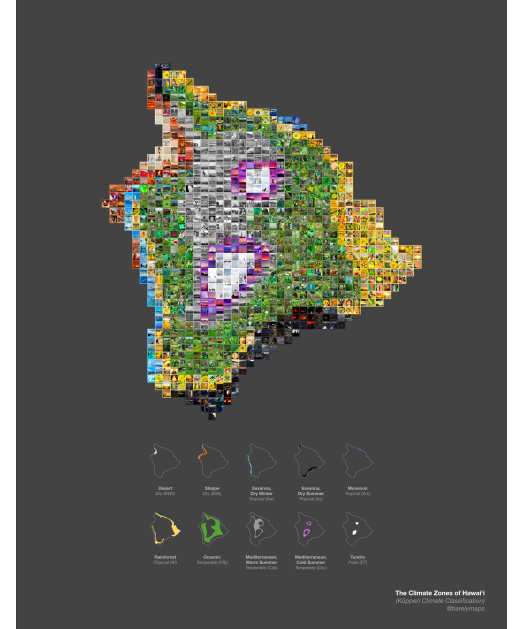 Desert
Dry (BWh)
Steppe
Dry (BSh)
Savanna,
Dry Winter
Tropical (Aw)
Savanna,
Dry Summer
Tropical (As)
Monsoon
Tropical (Am)
Rainforest
Tropical (Af)
Oceanic
Temperate (Cfb)
Mediterranean,
Warm Summer
Temperate (Csb)
Mediterranean,
Cold Summer
Temperate (Csc)
Tundra
Polar (ET)
The Climate Zones of Hawai'i
(Köppen Climate Classification)
@barelymaps